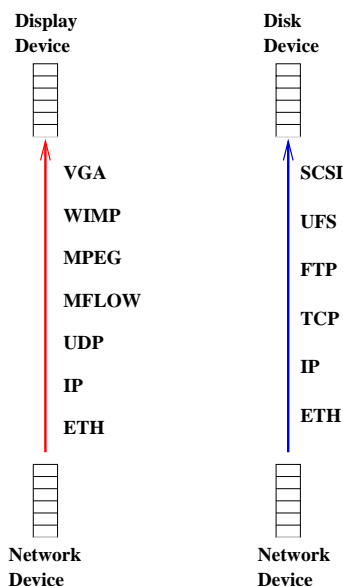 Display
Device
VGA
WIMP
MPEG
MFLOW
UDP
IP
ETH
Network
Device
Disk
Device
SCSI
UFS
FTP
TCP
IP
ETH
Network
Device